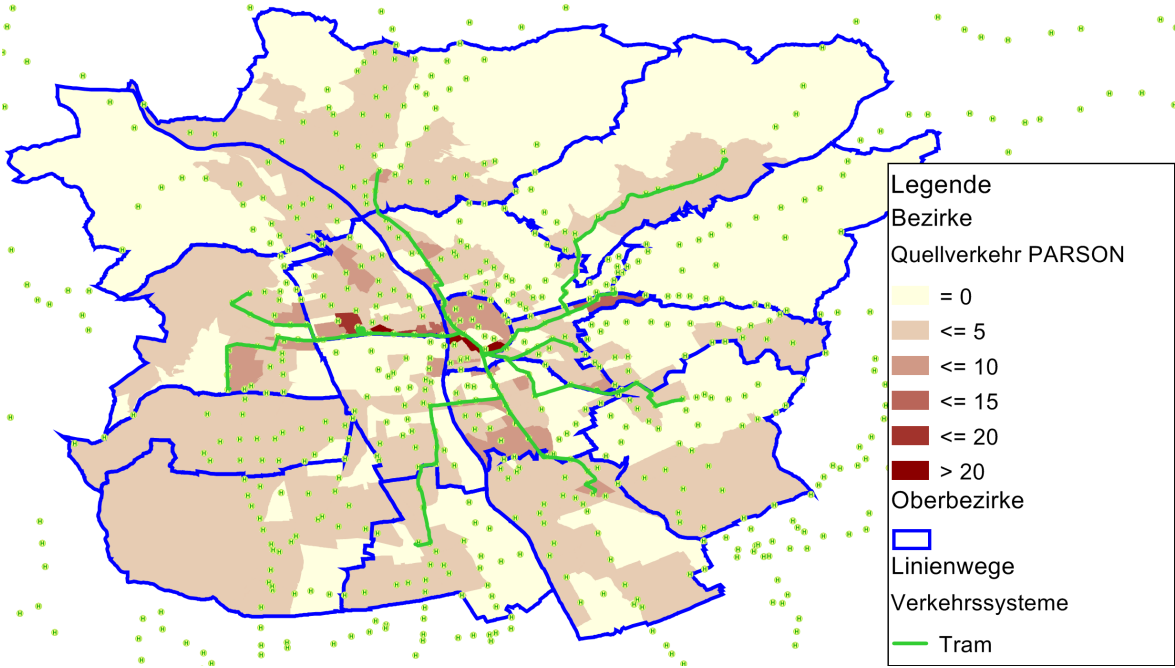 Legende
Bezirke
Quellverkehr PARSON
= 0
<= 5
<= 10
<= 15
<= 20
> 20
Oberbezirke
Linienwege
Verkehrssysteme
Tram